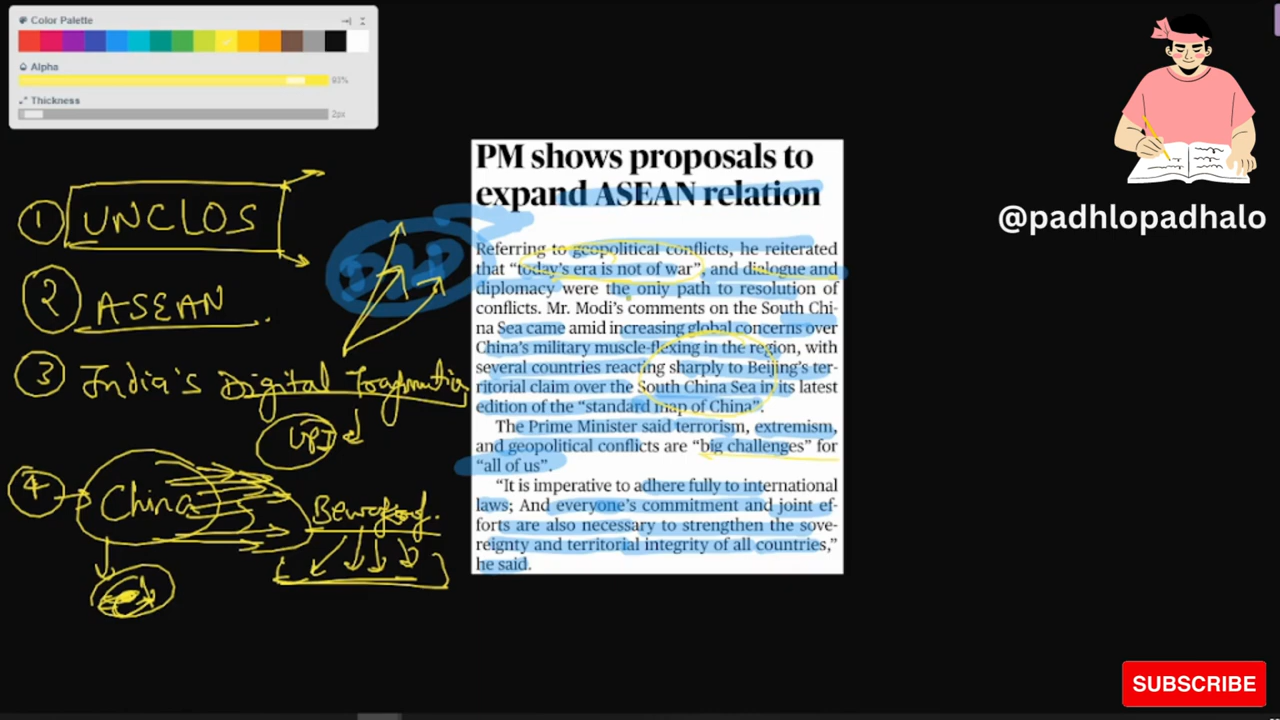 Color Palette
Alpha
93%
Thickness
2px
① UNCLOS
② ASEAN
③ India's Digital
UPI
④ China
PM shows proposals to
expand ASEAN relation
Referring to geopolitical conflicts, he reiterated
that “today’s era is not of war”, and dialogue and
diplomacy were the only path to resolution of
conflicts. Mr. Modi’s comments on the South Chi-
na Sea came amid increasing global concerns over
China’s military muscle-flexing in the region, with
several countries reacting sharply to Beijing’s ter-
ritorial claim over the South China Sea in its latest
edition of the “standard map of China”.
The Prime Minister said terrorism, extremism,
and geopolitical conflicts are “big challenges” for
“all of us”.
“It is imperative to adhere fully to international
laws; And everyone’s commitment and joint ef-
forts are also necessary to strengthen the sove-
reignty and territorial integrity of all countries,”
he said.
@padhlopadhalo
SUBSCRIBE